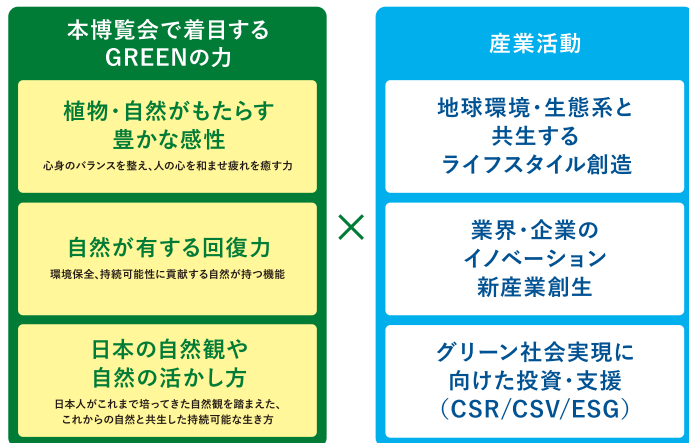 本博覧会で着目する
GREENの力
植物・自然がもたらす
豊かな感性
心身のバランスを整え、人の心を和ませ疲れを癒す力
自然が有する回復力
環境保全、持続可能性に貢献する自然が持つ機能
日本の自然観や
自然の活かし方
日本人がこれまで培ってきた自然観を踏まえた、
これからの自然と共生した持続可能な生き方
×
産業活動
地球環境・生態系と
共生する
ライフスタイル創造
業界・企業の
イノベーション
新産業創生
グリーン社会実現に
向けた投資・支援
（CSR/CSV/ESG）